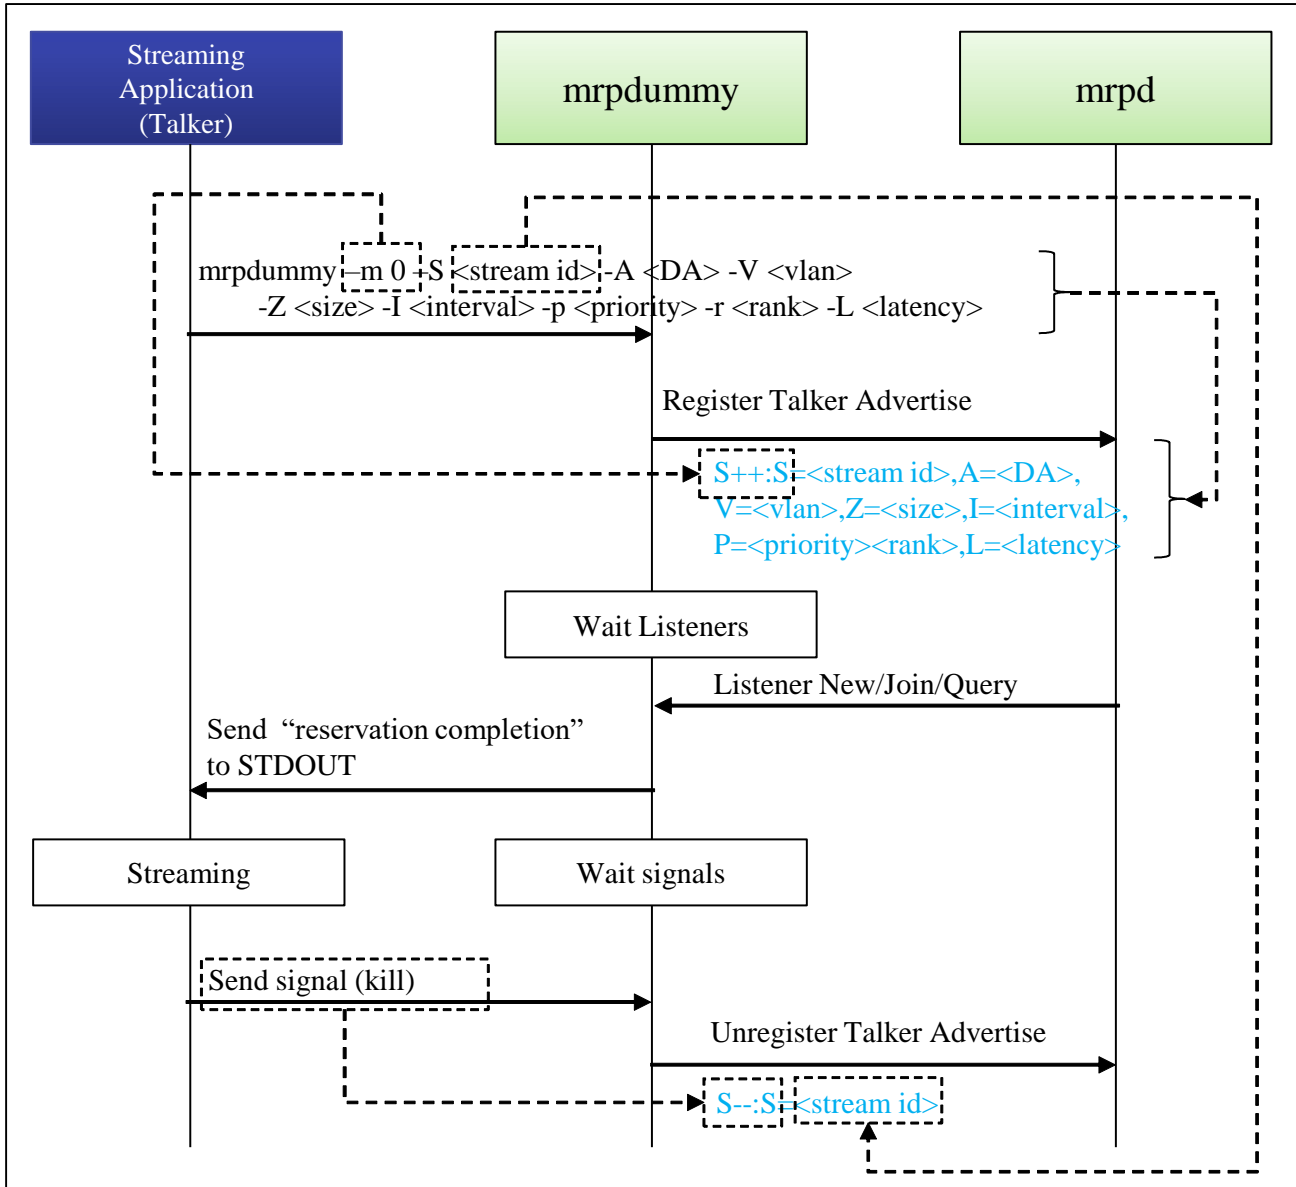 Streaming
Application
(Talker)
mrpdummy
mrpd
mrpdummy –m 0 –S <stream id> -A <DA> -V <vlan>
-Z <size> -I <interval> -p <priority> -r <rank> -L <latency>
Register Talker Advertise
S++:S=<stream id>,A=<DA>,
V=<vlan>,Z=<size>,I=<interval>,
P=<priority><rank>,L=<latency>
Wait Listeners
Listener New/Join/Query
Send “reservation completion”
to STDOUT
Streaming
Wait signals
Send signal (kill)
Unregister Talker Advertise
S--:S=<stream id>